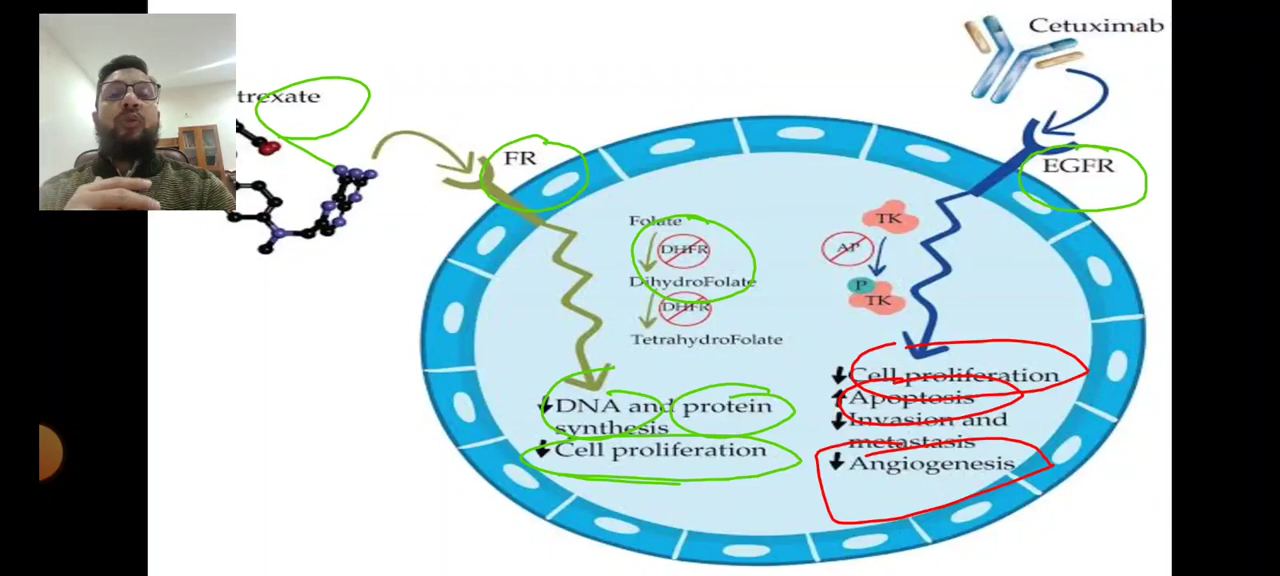 Cetuximab
trexate
FR
EGFR
Folate
DHFR
DihydroFolate
DHFR
TetrahydroFolate
TK
AP
P
TK
DNA and protein
synthesis
Cell proliferation
Cell proliferation
Apoptosis
Invasion and
metastasis
Angiogenesis